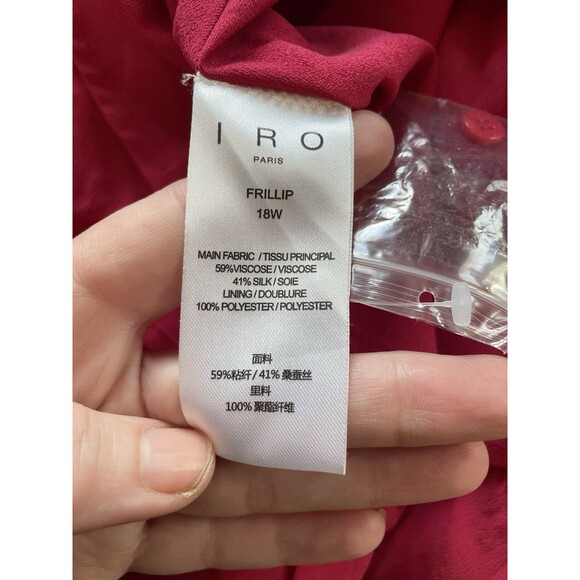 IRO
PARIS
FRILLIP
18W
MAIN FABRIC / TISSU PRINCIPAL
59%VISCOSE / VISCOSE
41% SILK / SOIE
LINING / DOUBLURE
100% POLYESTER / POLYESTER
面料
59%粘纤 / 41% 桑蚕丝
里料
100% 聚酯纤维